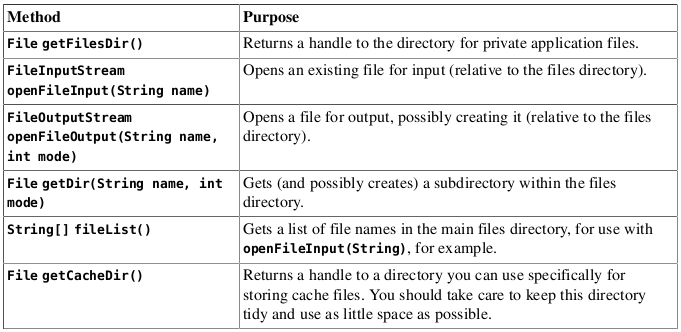 Method Purpose
File getFilesDir() Returns a handle to the directory for private application files.
FileInputStream Opens an existing file for input (relative to the files directory).
openFileInput(String name)
FileOutputStream Opens a file for output, possibly creating it (relative to the files
openFileOutput(String name, directory).
int mode)
File getDir(String name, int Gets (and possibly creates) a subdirectory within the files
mode) directory.
String[] fileList() Gets a list of file names in the main files directory, for use with
openFileInput(String), for example.
File getCacheDir() Returns a handle to a directory you can use specifically for
storing cache files. You should take care to keep this directory
tidy and use as little space as possible.